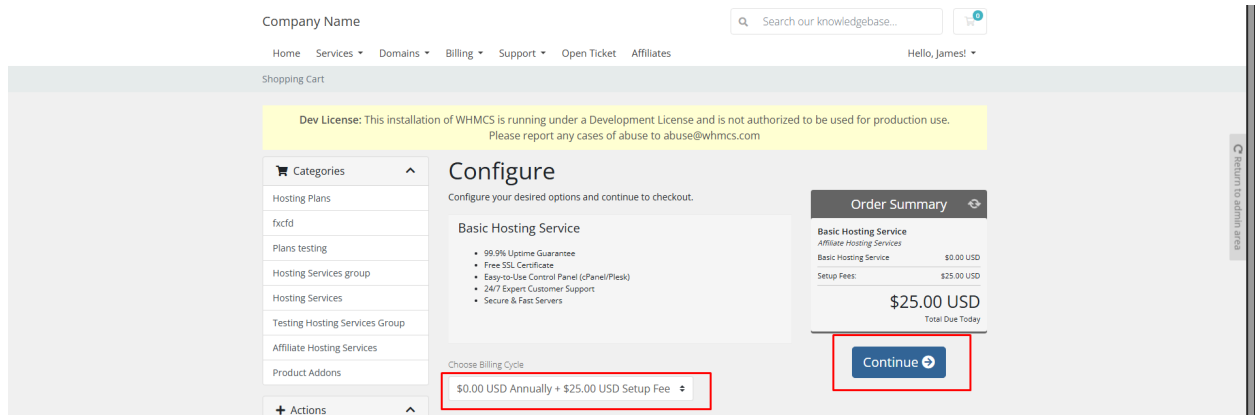 Company Name
Search our knowledgebase...
0
Home Services Domains Billing Support Open Ticket Affiliates
Hello, James!
Shopping Cart
Dev License: This installation of WHMCS is running under a Development License and is not authorized to be used for production use.
Please report any cases of abuse to abuse@whmcs.com
Return to admin area
Categories
Hosting Plans
fxcfd
Plans testing
Hosting Services group
Hosting Services
Testing Hosting Services Group
Affiliate Hosting Services
Product Addons
Actions
Configure
Configure your desired options and continue to checkout.
Basic Hosting Service
99.9% Uptime Guarantee
Free SSL Certificate
Easy-to-Use Control Panel (cPanel/Plesk)
24/7 Expert Customer Support
Secure & Fast Servers
Choose Billing Cycle
$0.00 USD Annually + $25.00 USD Setup Fee
Order Summary
Basic Hosting Service
Affiliate Hosting Services
Basic Hosting Service $0.00 USD
Setup Fees: $25.00 USD
$25.00 USD
Total Due Today
Continue